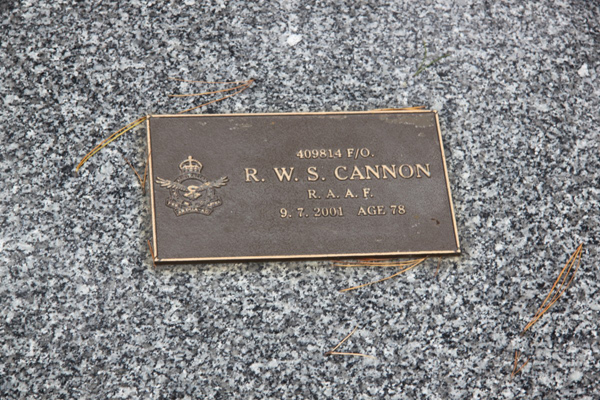 409814 F/O.
R. W. S. CANNON
R. A. A. F.
9. 7. 2001 AGE 78